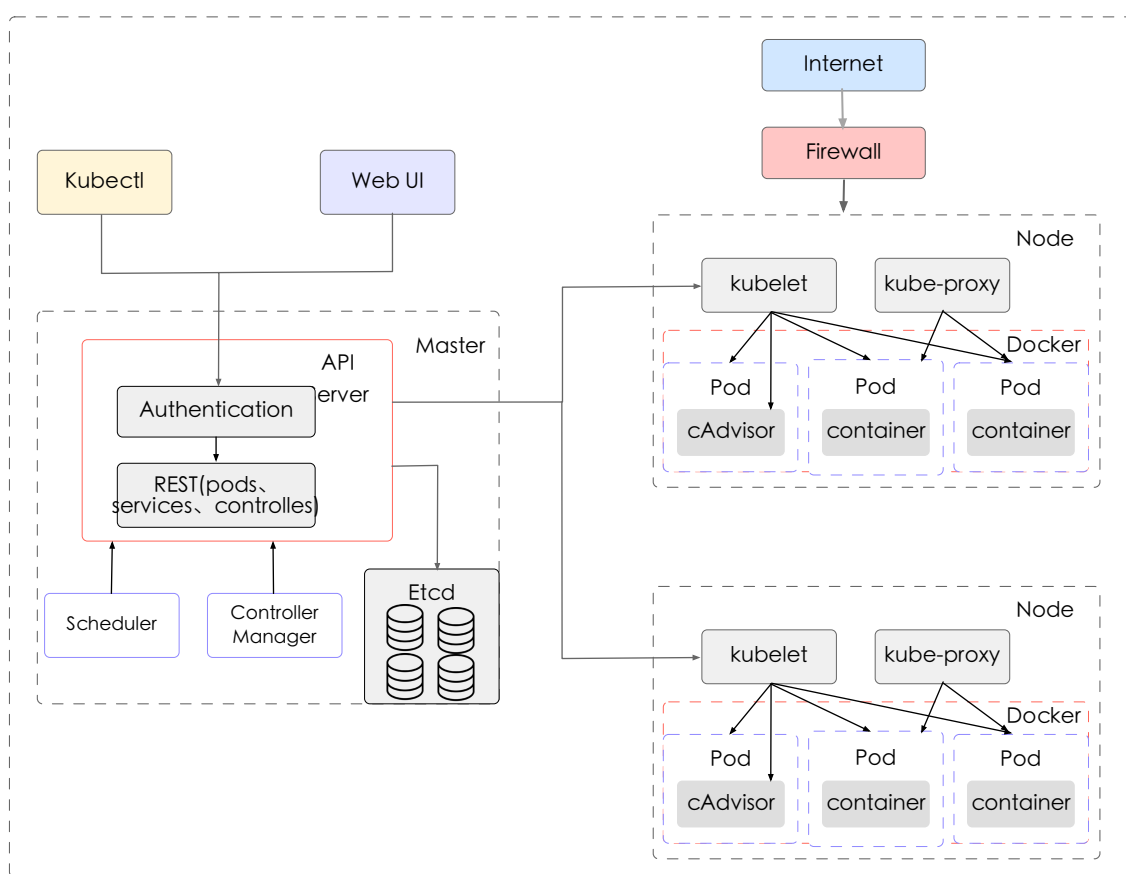 Internet
Firewall
Kubectl
Web UI
Node
kubelet
kube-proxy
Docker
Pod
Pod
Pod
cAdvisor
container
container
Master
API
erver
Authentication
REST(pods、
services、controlles)
Scheduler
Controller
Manager
Etcd
Node
kubelet
kube-proxy
Docker
Pod
Pod
Pod
cAdvisor
container
container